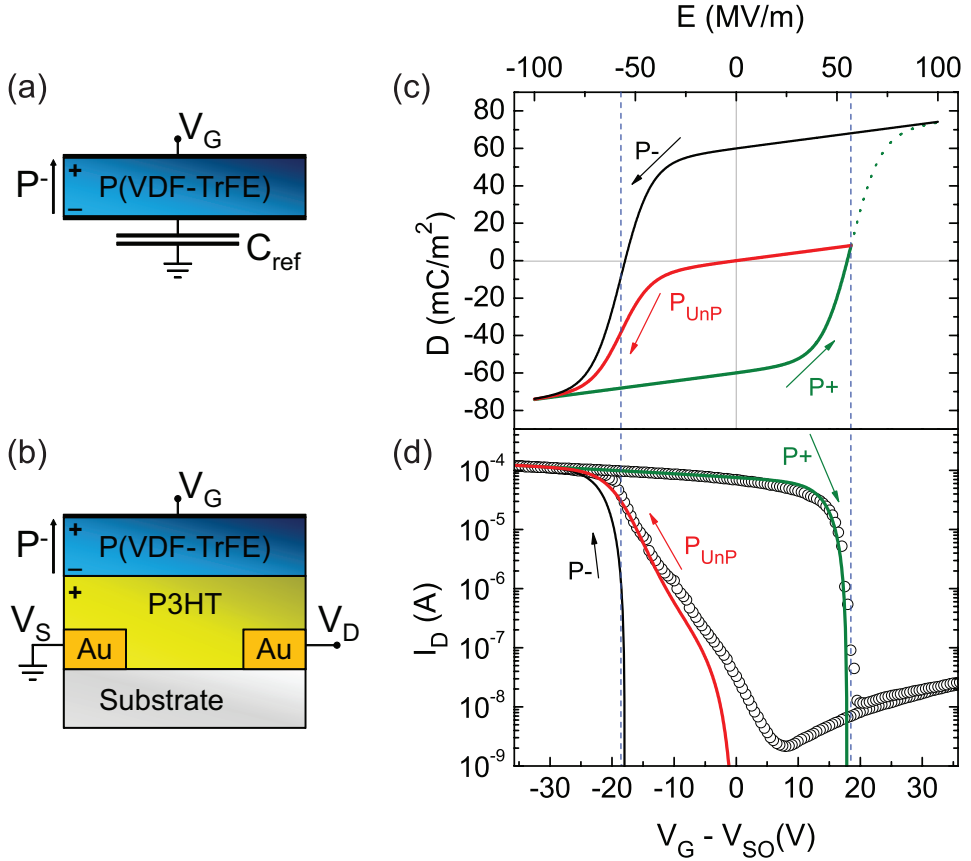 (a)
V_G
P^-
+
P(VDF-TrFE)
–
C_ref
(b)
V_G
P^-
+
P(VDF-TrFE)
–
+
P3HT
V_S
Au
Au
V_D
Substrate
E (MV/m)
-100 -50 0 50 100
(c)
D (mC/m²)
80
60
40
20
0
-20
-40
-60
-80
P-
P_UnP
P+
(d)
I_D (A)
10⁻⁴
10⁻⁵
10⁻⁶
10⁻⁷
10⁻⁸
10⁻⁹
P+
P_UnP
P-
-30 -20 -10 0 10 20 30
V_G - V_SO(V)